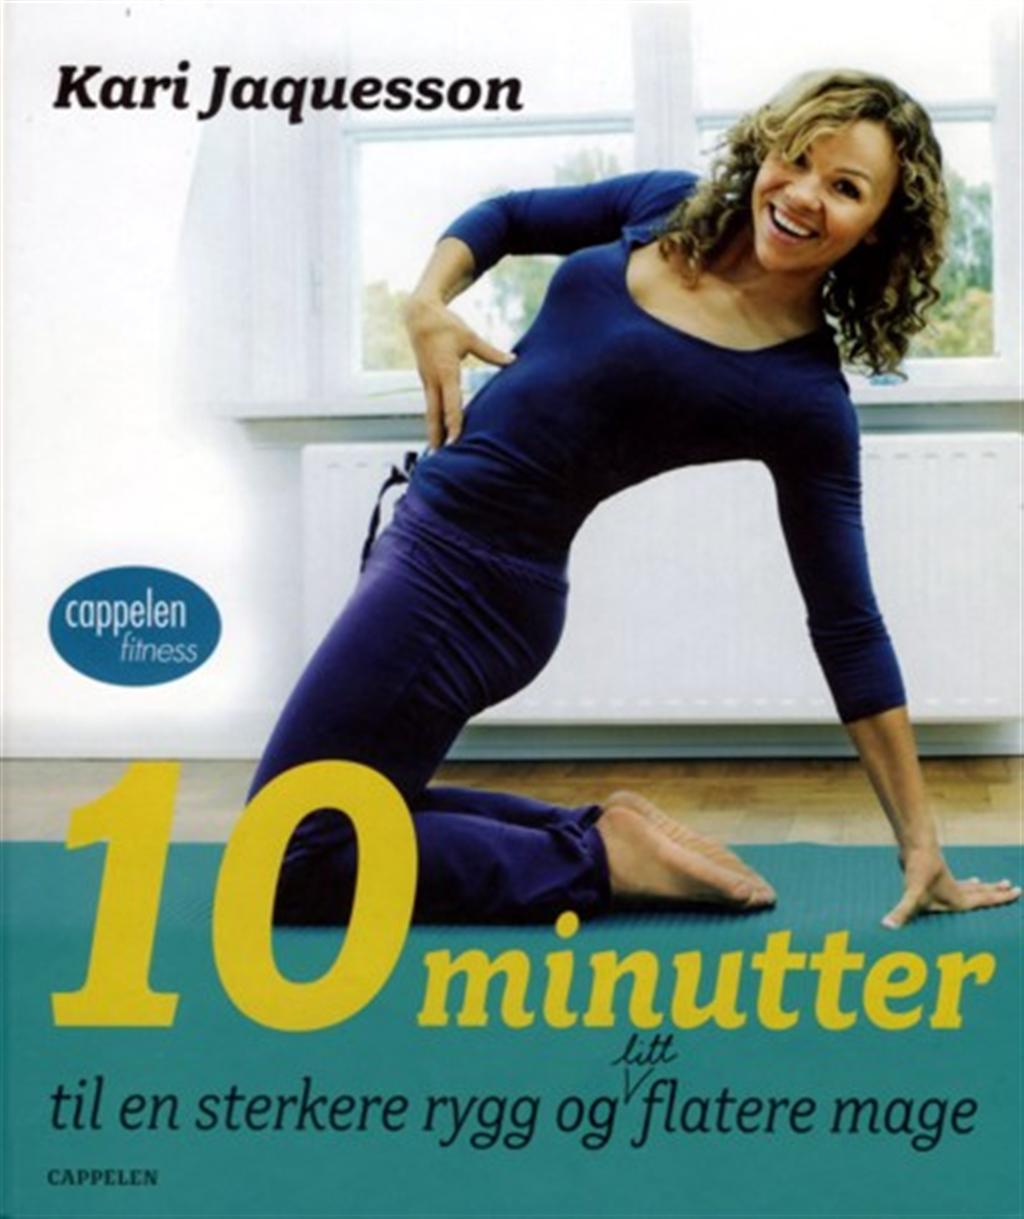 Kari Jaquesson
cappelen
fitness
10 minutter
litt
til en sterkere rygg og flatere mage
CAPPELEN